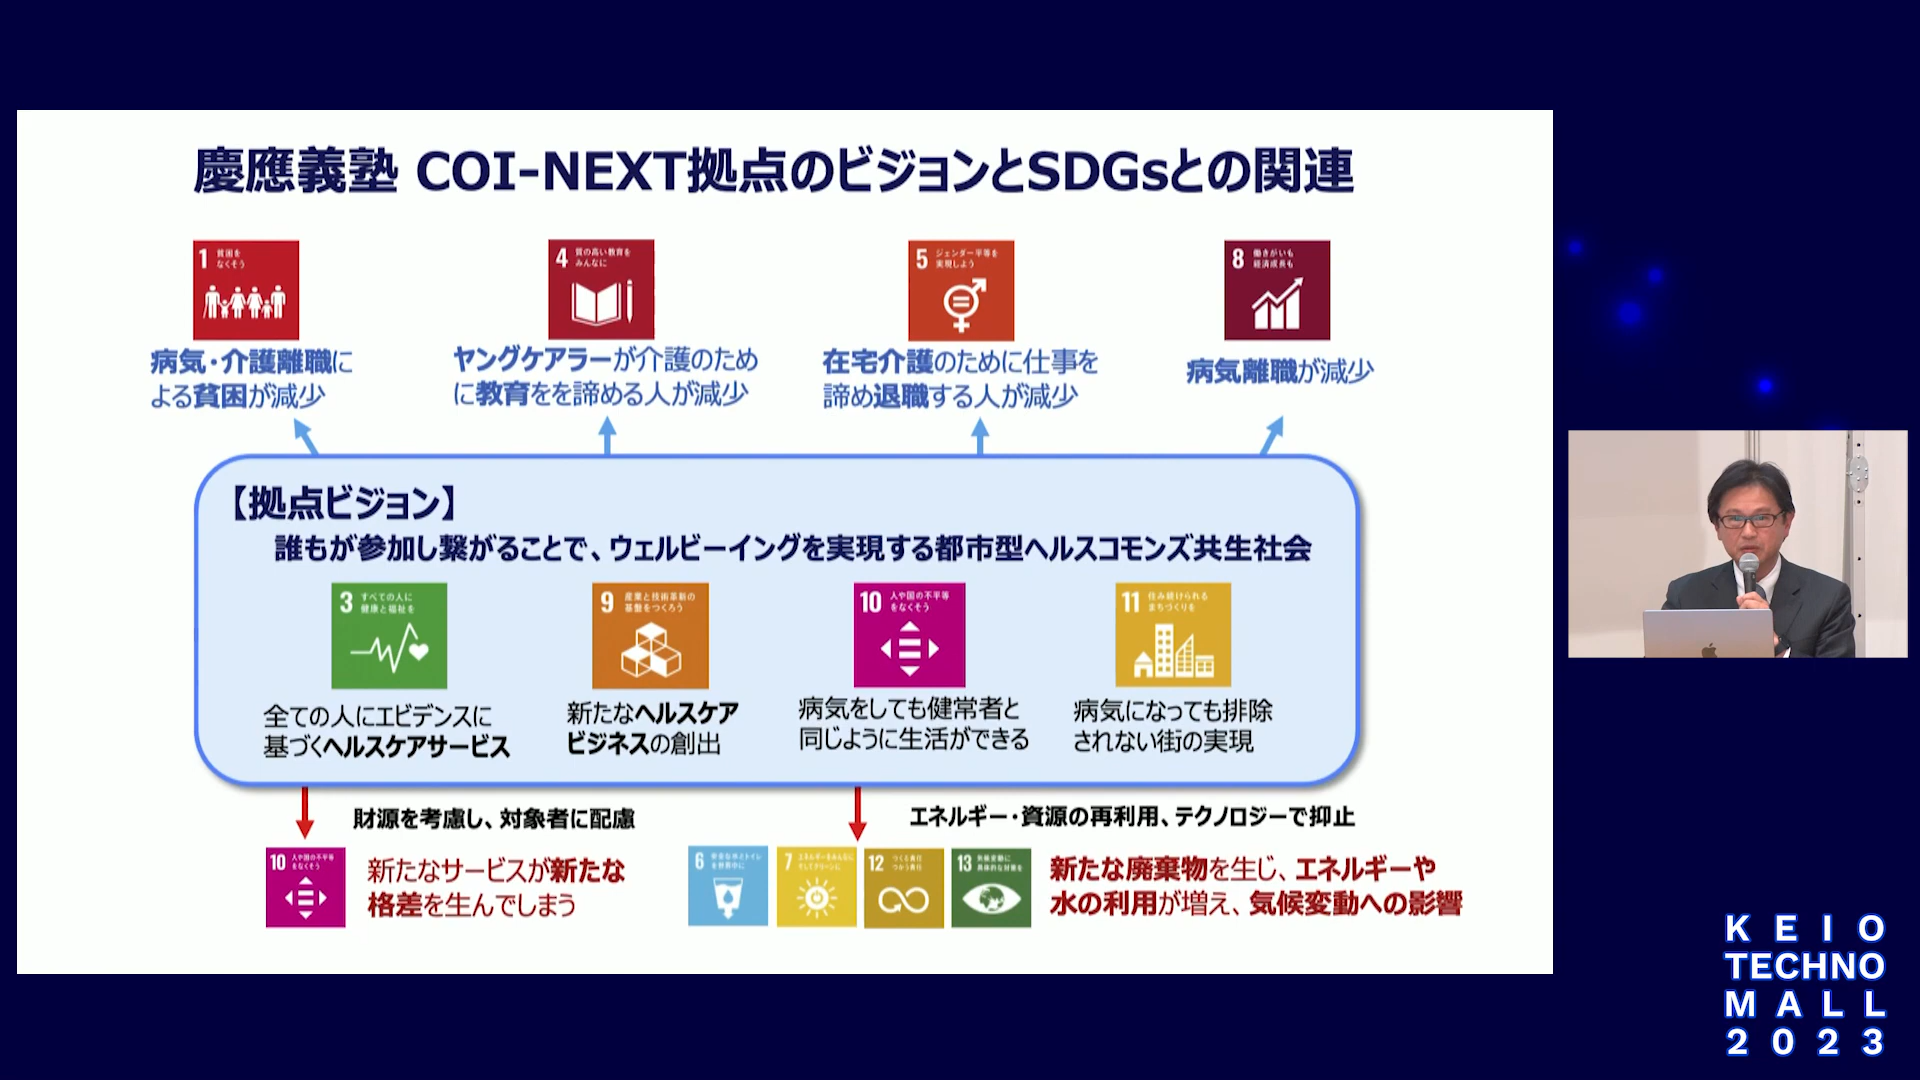 慶應義塾 COI-NEXT拠点のビジョンとSDGsとの関連
1 貧困を
なくそう
病気・介護離職に
よる貧困が減少
4 質の高い教育を
みんなに
ヤングケアラーが介護のため
に教育をを諦める人が減少
5 ジェンダー平等を
実現しよう
在宅介護のために仕事を
諦め退職する人が減少
8 働きがいも
経済成長も
病気離職が減少
【拠点ビジョン】
誰もが参加し繋がることで、ウェルビーイングを実現する都市型ヘルスコモンズ共生社会
3 すべての人に
健康と福祉を
全ての人にエビデンスに
基づくヘルスケアサービス
9 産業と技術革新の
基盤をつくろう
新たなヘルスケア
ビジネスの創出
10 人や国の不平等
をなくそう
病気をしても健常者と
同じように生活ができる
11 住み続けられる
まちづくりを
病気になっても排除
されない街の実現
財源を考慮し、対象者に配慮
10 人や国の不平等
をなくそう
新たなサービスが新たな
格差を生んでしまう
エネルギー・資源の再利用、テクノロジーで抑止
6 安全な水とトイレ
を世界中に
7 エネルギーをみんなに
そしてクリーンに
12 つくる責任
つかう責任
13 気候変動に
具体的な対策を
新たな廃棄物を生じ、エネルギーや
水の利用が増え、気候変動への影響
KEIO
TECHNO
MALL
2023